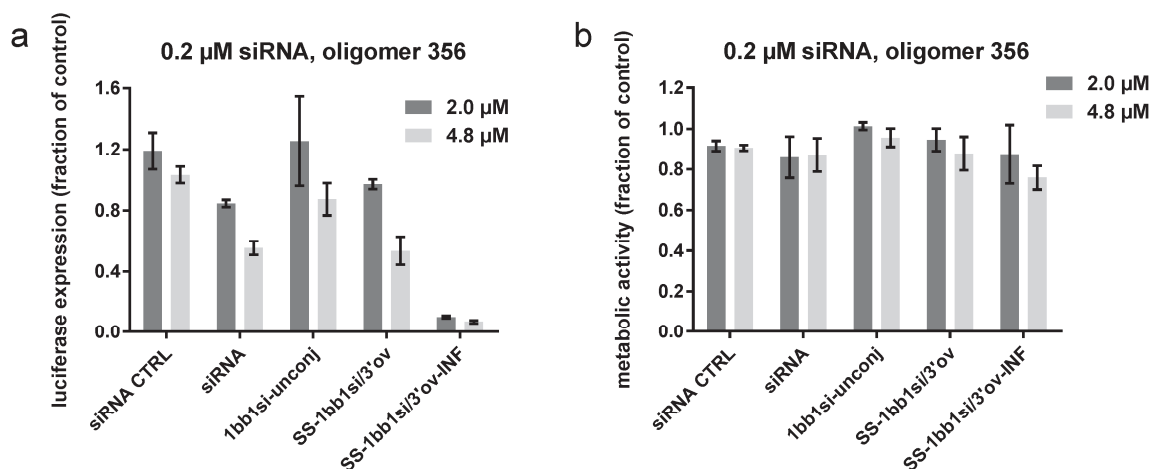 a
0.2 µM siRNA, oligomer 356
luciferase expression (fraction of control)
1.6
1.2
0.8
0.4
0.0
2.0 µM
4.8 µM
siRNA CTRL
siRNA
1bb1si-unconj
SS-1bb1si/3'ov
SS-1bb1si/3'ov-INF
b
0.2 µM siRNA, oligomer 356
metabolic activity (fraction of control)
1.2
1.0
0.8
0.6
0.4
0.2
0.0
2.0 µM
4.8 µM
siRNA CTRL
siRNA
1bb1si-unconj
SS-1bb1si/3'ov
SS-1bb1si/3'ov-INF